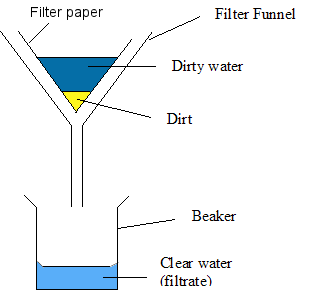 Filter paper
Filter Funnel
Dirty water
Dirt
Beaker
Clear water
(filtrate)